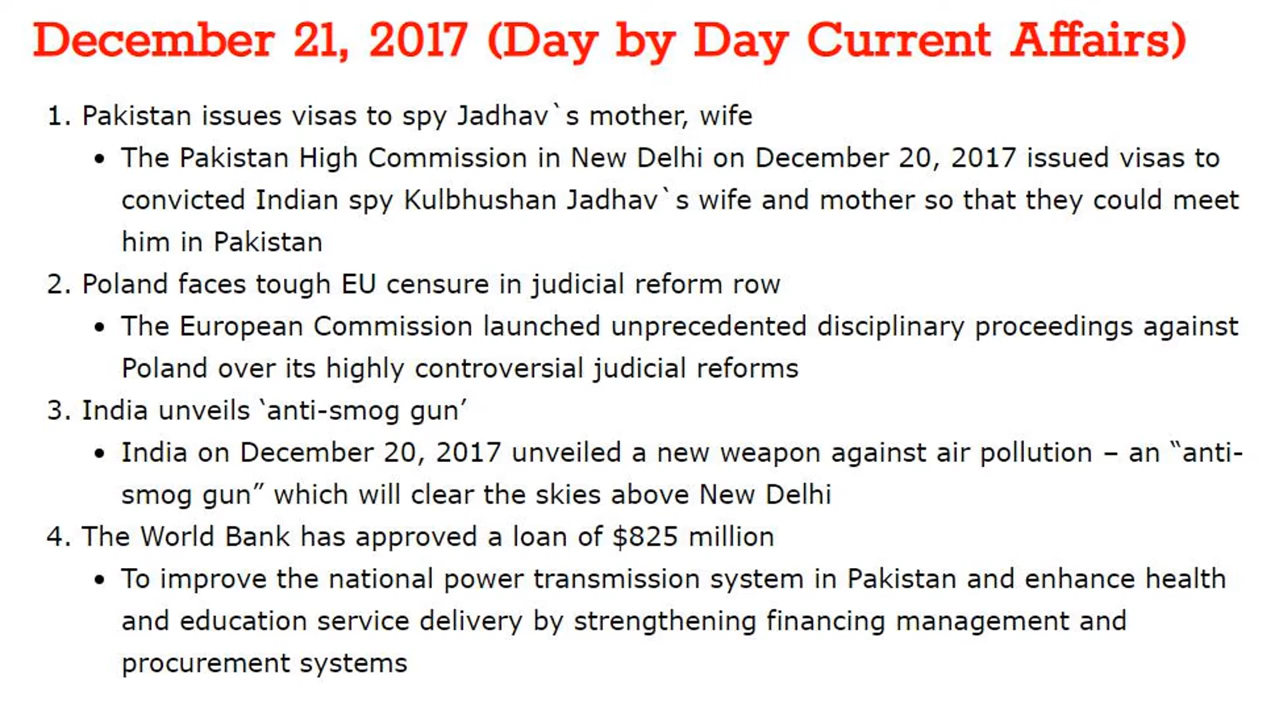 December 21, 2017 (Day by Day Current Affairs)
1. Pakistan issues visas to spy Jadhav`s mother, wife
• The Pakistan High Commission in New Delhi on December 20, 2017 issued visas to
convicted Indian spy Kulbhushan Jadhav`s wife and mother so that they could meet
him in Pakistan
2. Poland faces tough EU censure in judicial reform row
• The European Commission launched unprecedented disciplinary proceedings against
Poland over its highly controversial judicial reforms
3. India unveils ‘anti-smog gun’
• India on December 20, 2017 unveiled a new weapon against air pollution – an “anti-
smog gun” which will clear the skies above New Delhi
4. The World Bank has approved a loan of $825 million
• To improve the national power transmission system in Pakistan and enhance health
and education service delivery by strengthening financing management and
procurement systems